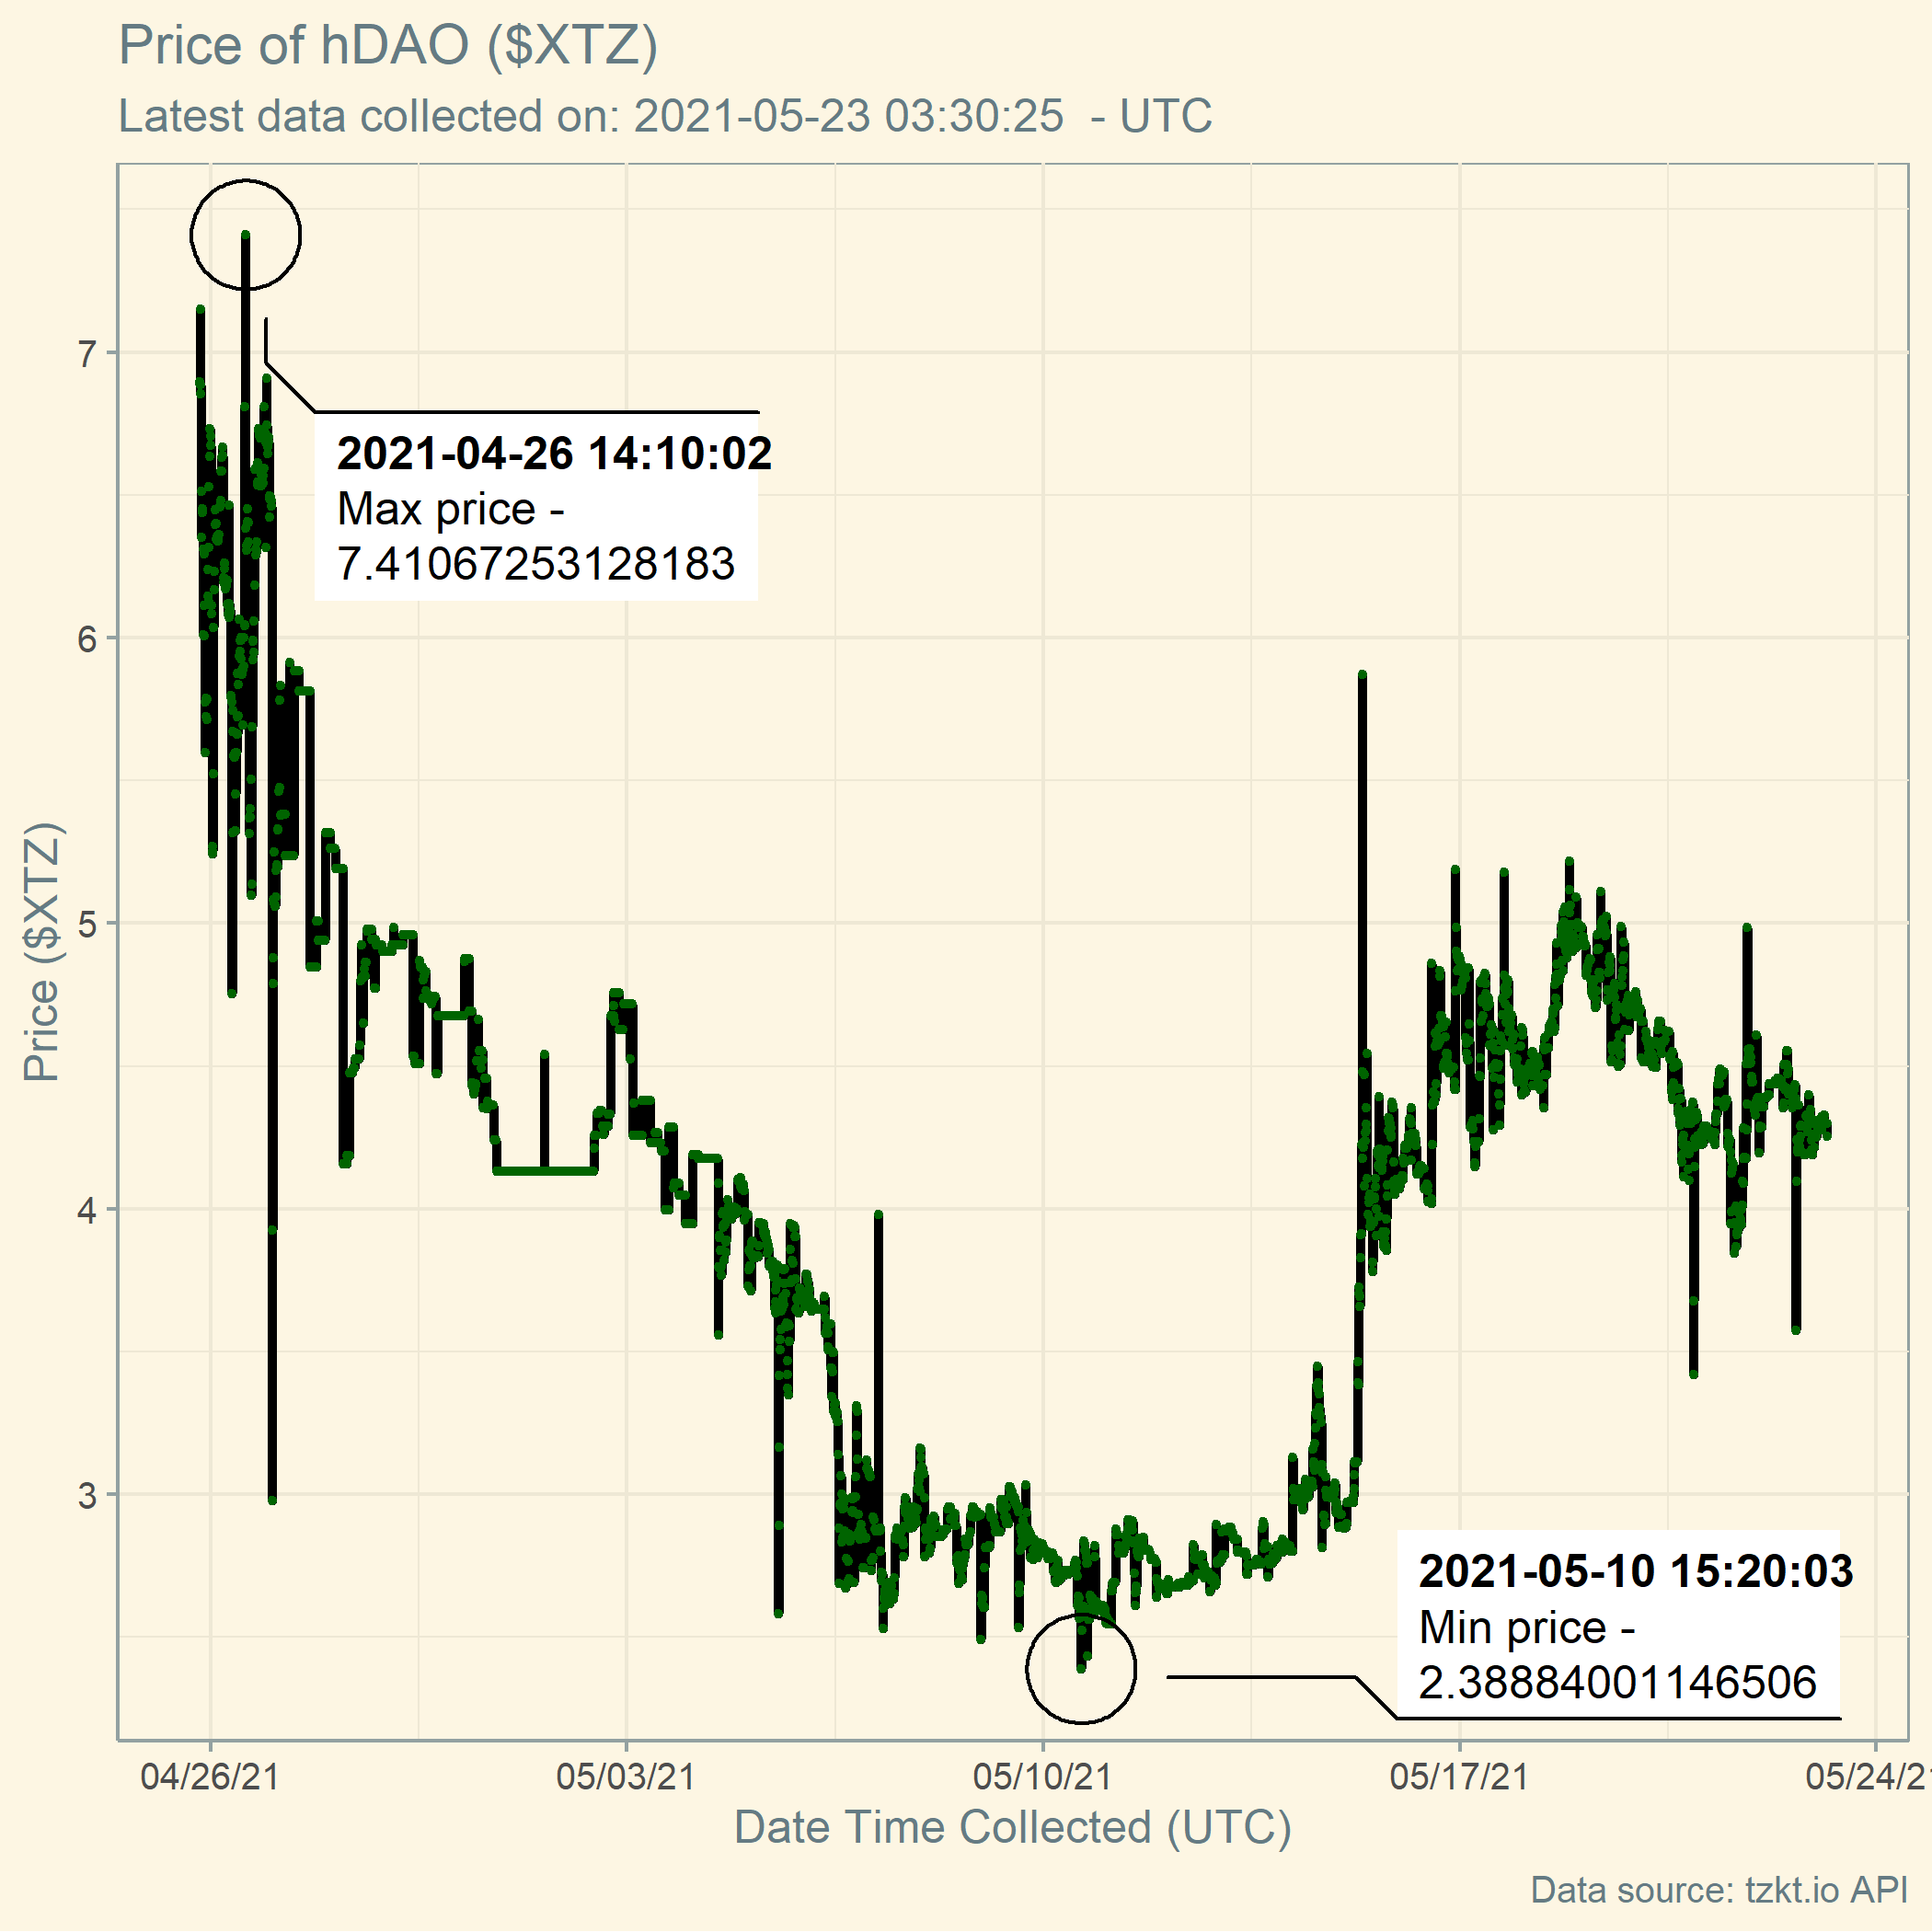 Price of hDAO ($XTZ)
Latest data collected on: 2021-05-23 03:30:25  - UTC
7
2021-04-26 14:10:02
Max price -
7.41067253128183
6
Price ($XTZ)
5
4
3
2021-05-10 15:20:03
Min price -
2.38884001146506
04/26/21 05/03/21 05/10/21 05/17/21 05/24/21
Date Time Collected (UTC)
Data source: tzkt.io API